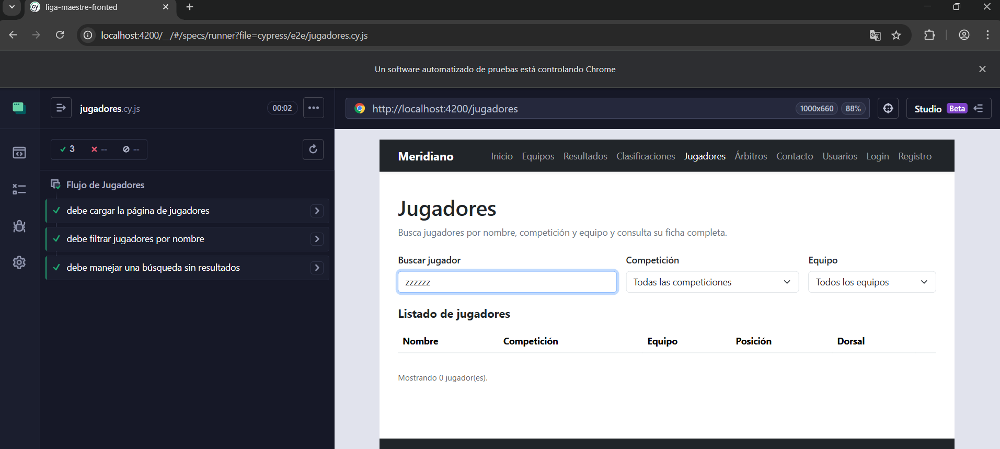 liga-maestre-fronted
localhost:4200/__/#/specs/runner?file=cypress/e2e/jugadores.cy.js
Un software automatizado de pruebas está controlando Chrome
jugadores.cy.js
00:02
http://localhost:4200/jugadores
1000x660
88%
Studio Beta
3 -- --
Flujo de Jugadores
debe cargar la página de jugadores
debe filtrar jugadores por nombre
debe manejar una búsqueda sin resultados
Meridiano Inicio Equipos Resultados Clasificaciones Jugadores Árbitros Contacto Usuarios Login Registro
Jugadores
Busca jugadores por nombre, competición y equipo y consulta su ficha completa.
Buscar jugador Competición Equipo
zzzzzz Todas las competiciones Todos los equipos
Listado de jugadores
Nombre Competición Equipo Posición Dorsal
Mostrando 0 jugador(es).